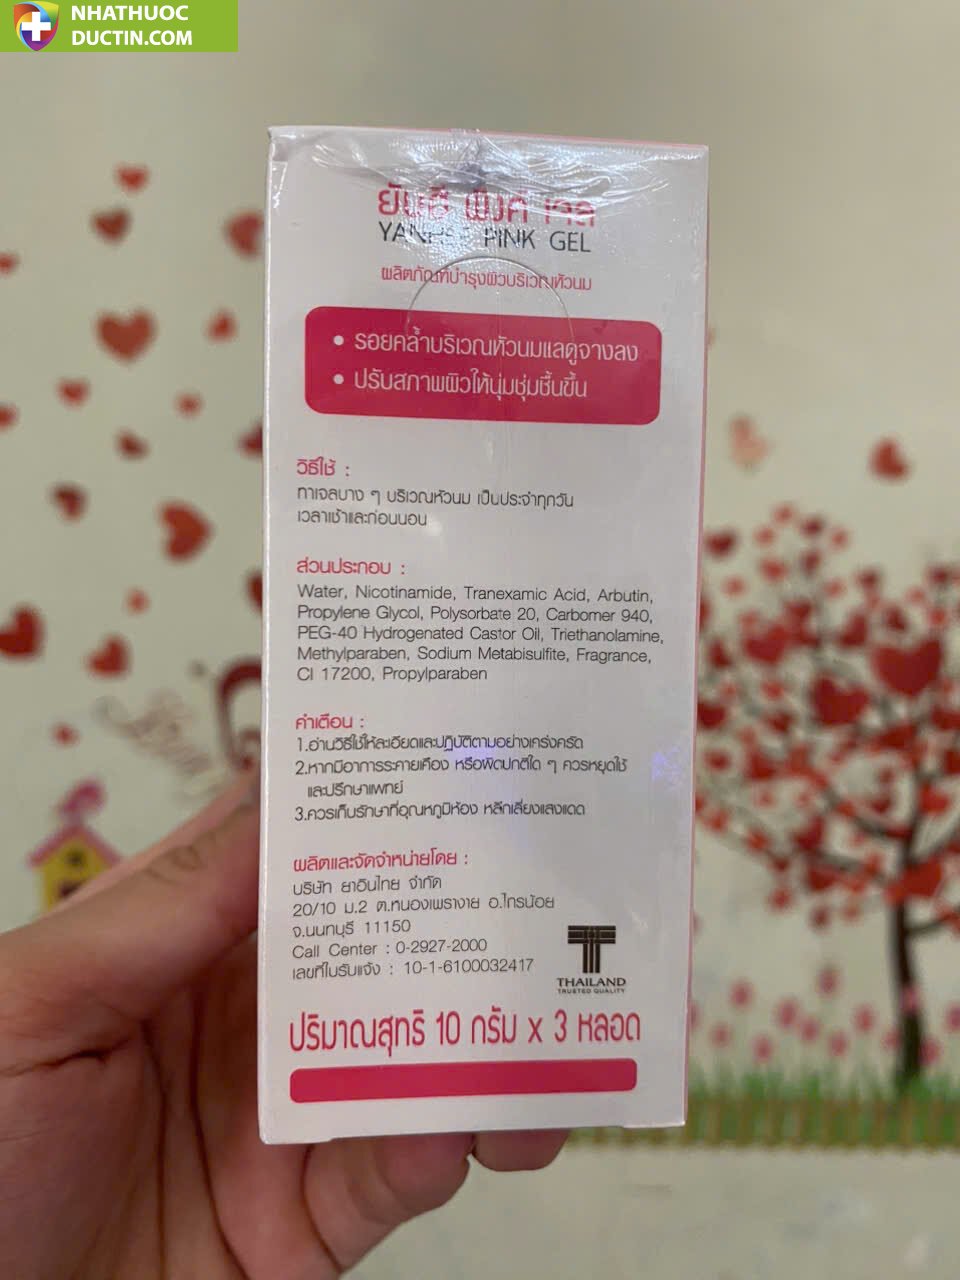 NHATHUOC
DUCTIN.COM
ยันฮี พิงค์ เจล
YANHEE PINK GEL
ผลิตภัณฑ์บำรุงผิวบริเวณหัวนม
• รอยคล้ำบริเวณหัวนมแลดูจางลง
• ปรับสภาพผิวให้นุ่มชุ่มชื้นขึ้น
วิธีใช้ :
ทาเจลบาง ๆ บริเวณหัวนม เป็นประจำทุกวัน
เวลาเช้าและก่อนนอน
ส่วนประกอบ :
Water, Nicotinamide, Tranexamic Acid, Arbutin,
Propylene Glycol, Polysorbate 20, Carbomer 940,
PEG-40 Hydrogenated Castor Oil, Triethanolamine,
Methylparaben, Sodium Metabisulfite, Fragrance,
CI 17200, Propylparaben
คำเตือน :
1.อ่านวิธีใช้ให้ละเอียดและปฏิบัติตามอย่างเคร่งครัด
2.หากมีอาการระคายเคือง หรือผิดปกติใด ๆ ควรหยุดใช้
และปรึกษาแพทย์
3.ควรเก็บรักษาที่อุณหภูมิห้อง หลีกเลี่ยงแสงแดด
ผลิตและจัดจำหน่ายโดย :
บริษัท ยาอินไทย จำกัด
20/10 ม.2 ต.หนองเพรางาย อ.ไทรน้อย
จ.นนทบุรี 11150
Call Center : 0-2927-2000
เลขที่ใบรับแจ้ง : 10-1-6100032417
THAILAND
TRUSTED QUALITY
ปริมาณสุทธิ 10 กรัม x 3 หลอด